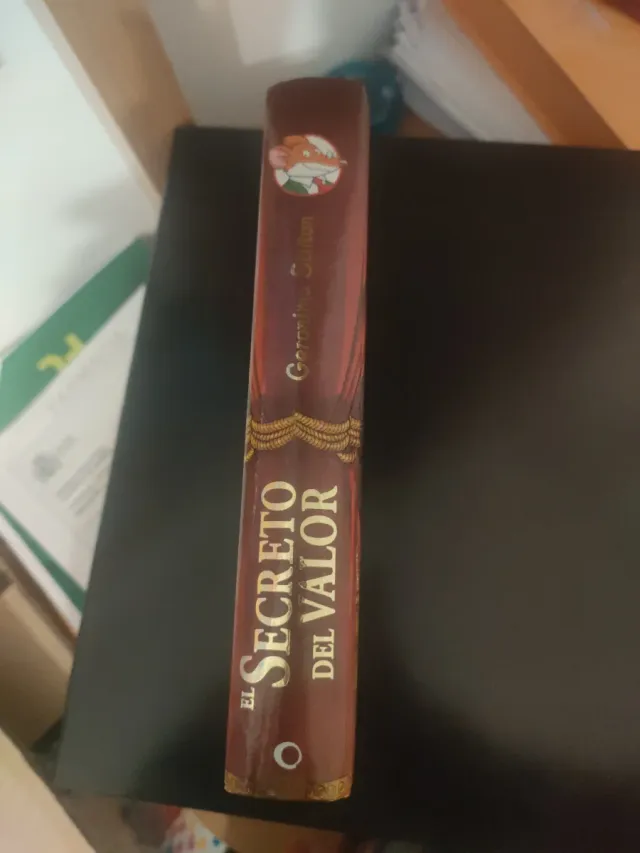 Geronimo Stilton
EL SECRETO
DEL VALOR